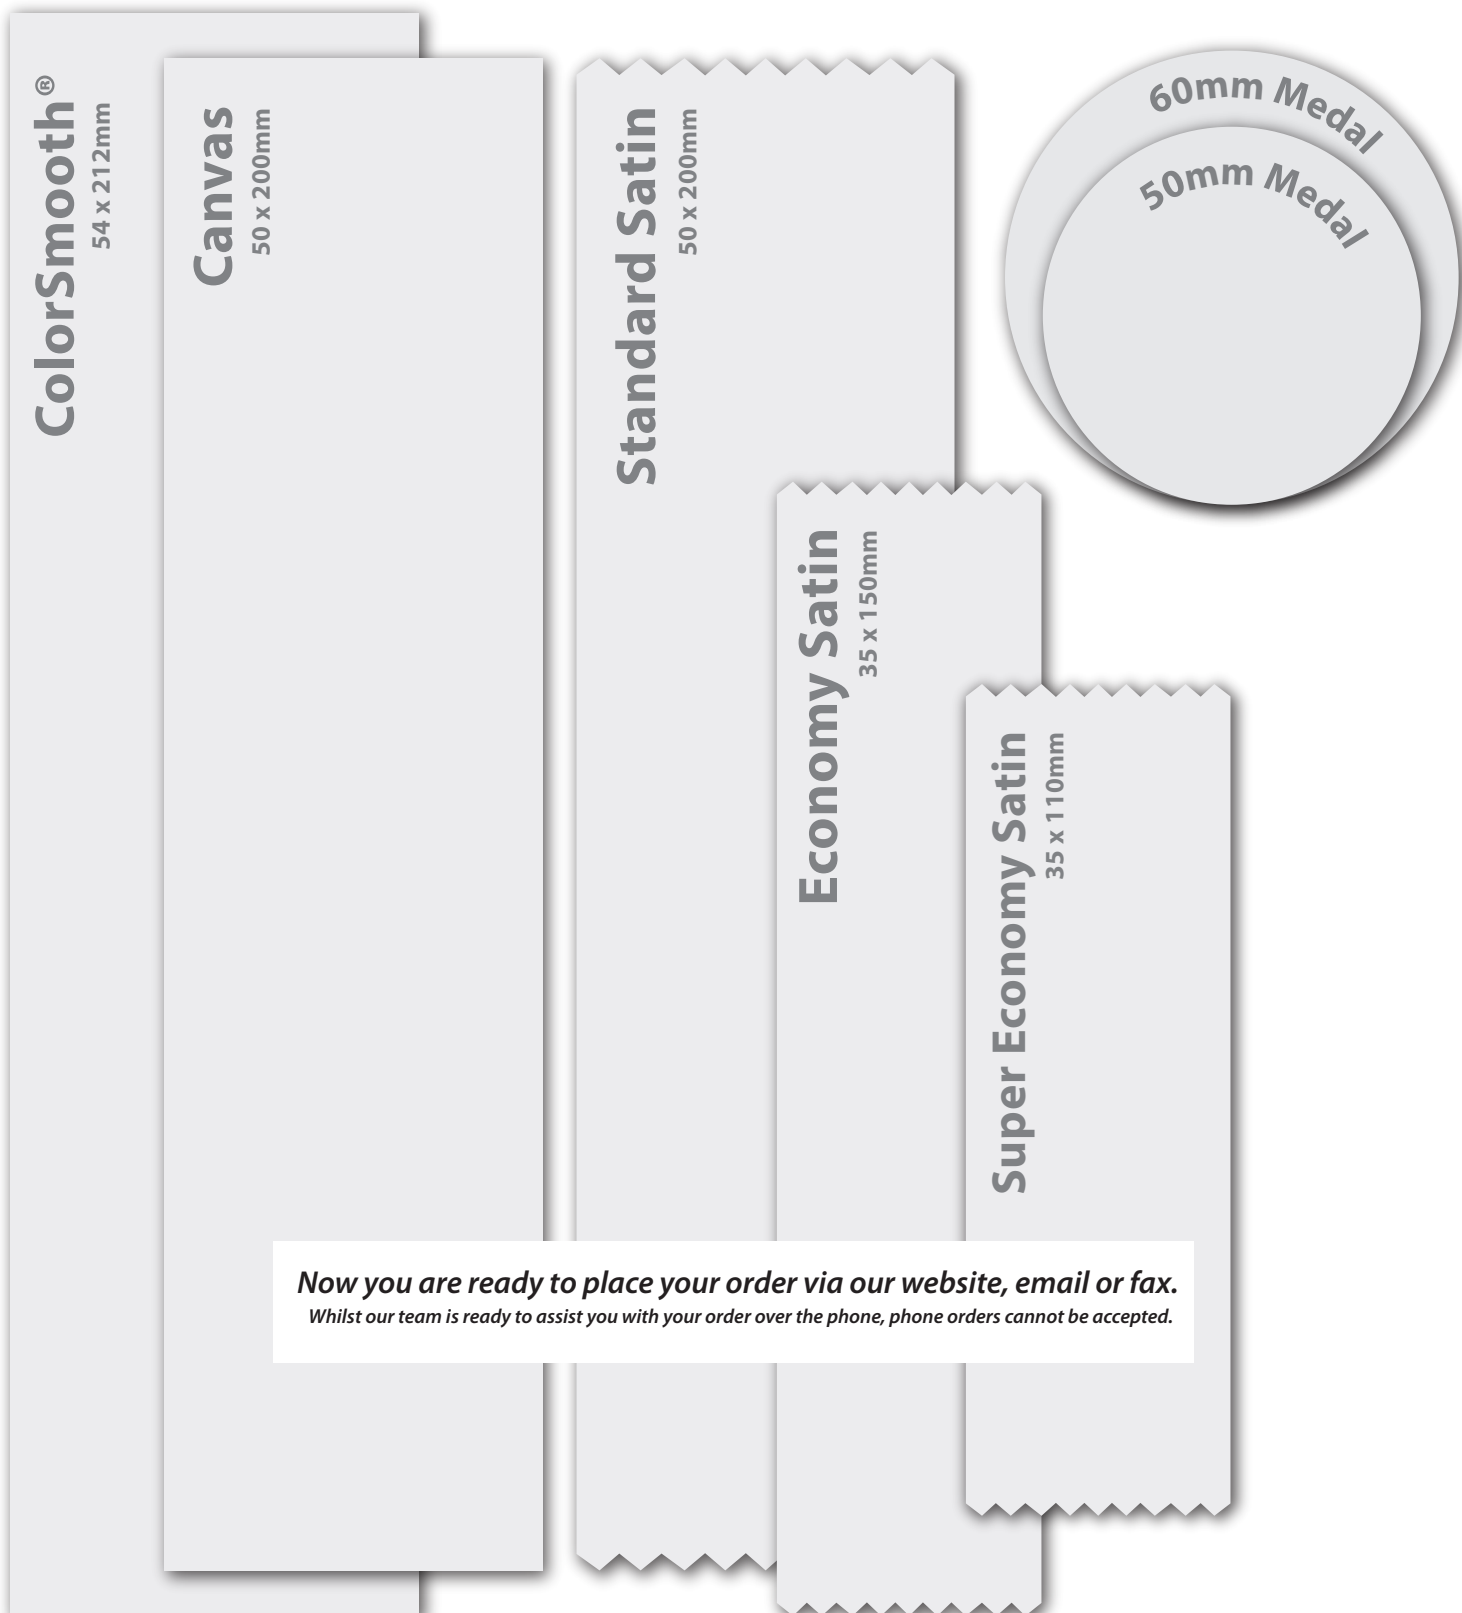 ColorSmooth®
54 x 212mm
Canvas
50 x 200mm
Standard Satin
50 x 200mm
60mm Medal
50mm Medal
Economy Satin
35 x 150mm
Super Economy Satin
35 x 110mm
Now you are ready to place your order via our website, email or fax.
Whilst our team is ready to assist you with your order over the phone, phone orders cannot be accepted.